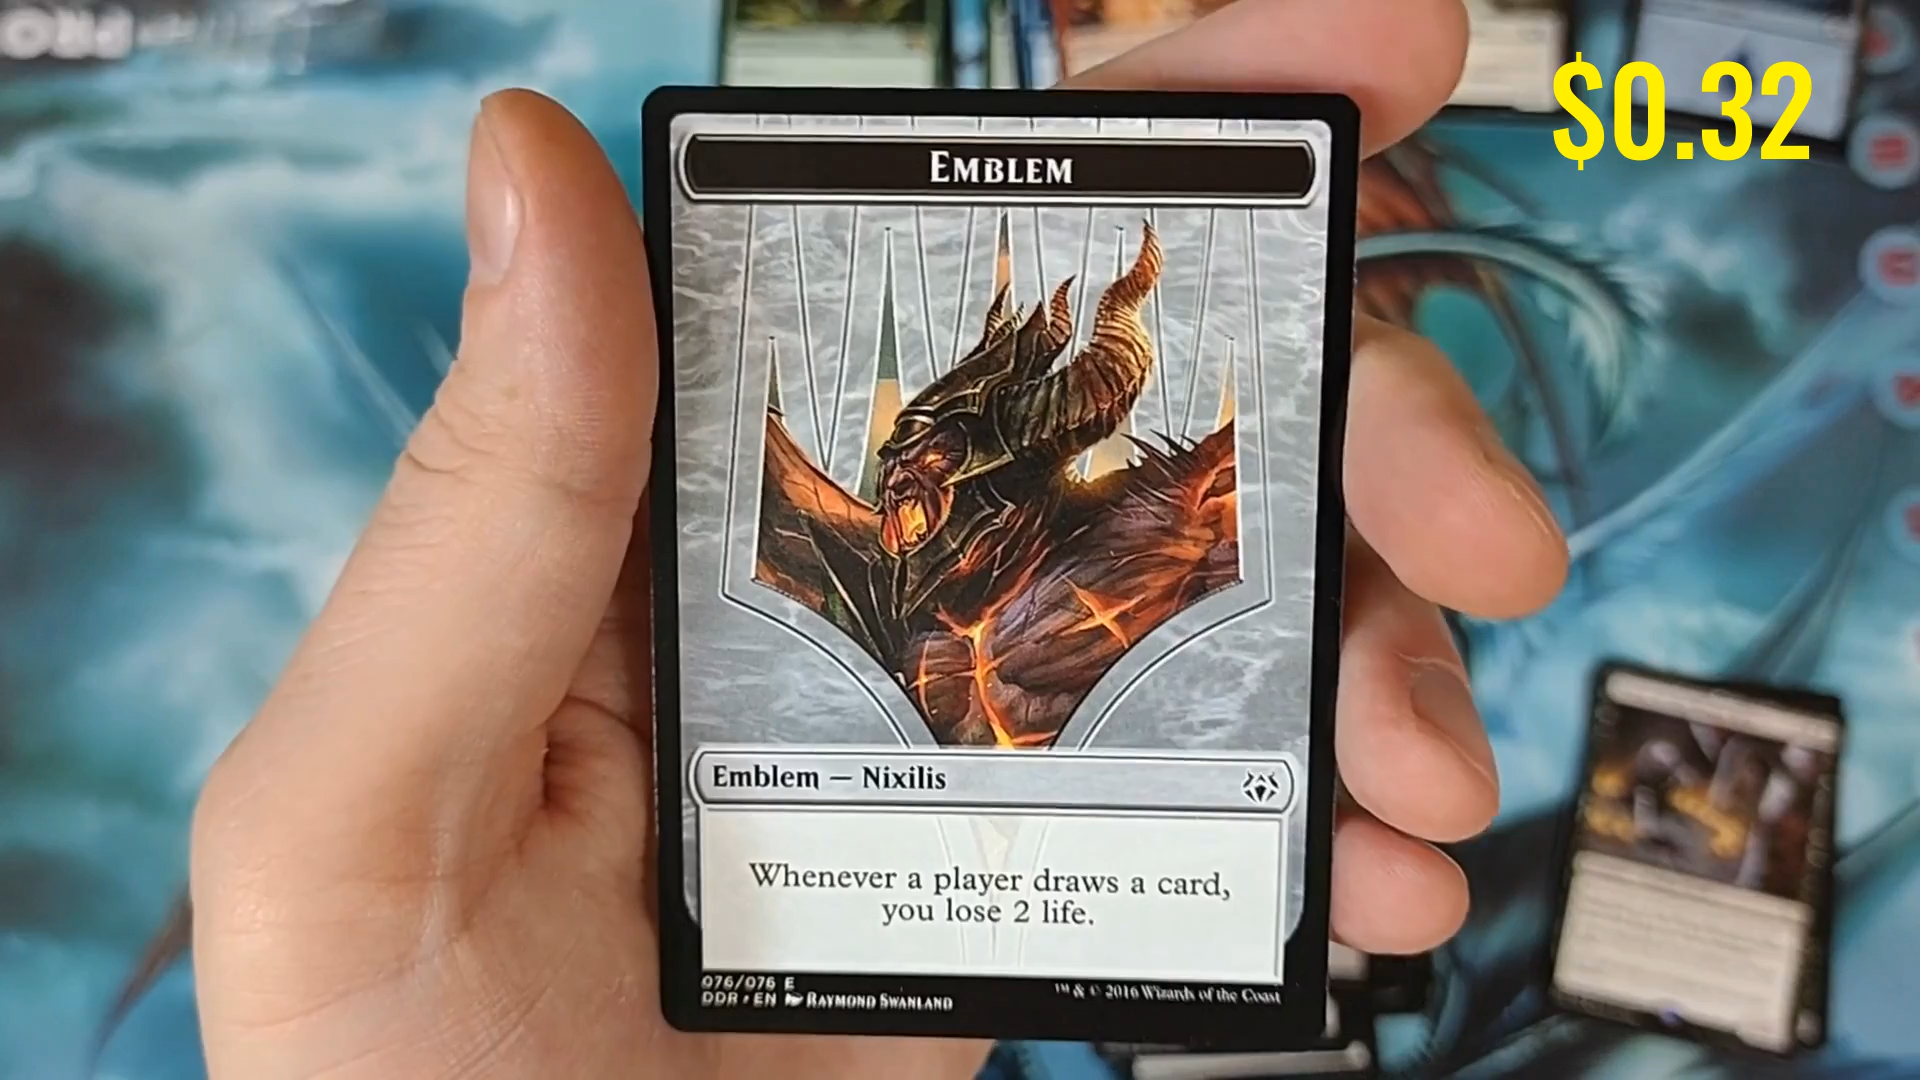 $0.32
EMBLEM
Emblem — Nixilis
Whenever a player draws a card,
you lose 2 life.
076/076 E
DDR • EN RAYMOND SWANLAND
™ & © 2016 Wizards of the Coast